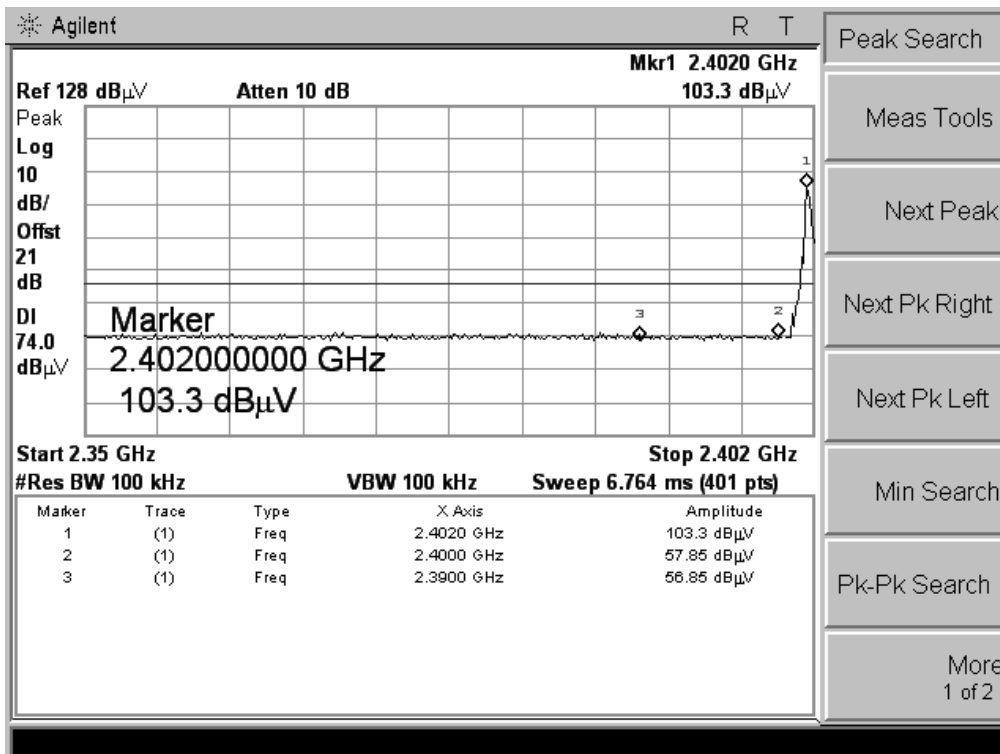 Agilent
R T
Mkr1 2.4020 GHz
Ref 128 dBµV Atten 10 dB 103.3 dBµV
Peak
Log
10
dB/
Offst
21
dB
DI
74.0
dBµV
1
2
3
Marker
2.402000000 GHz
103.3 dBµV
Start 2.35 GHz Stop 2.402 GHz
#Res BW 100 kHz VBW 100 kHz Sweep 6.764 ms (401 pts)
Marker Trace Type X Axis Amplitude
1 (1) Freq 2.4020 GHz 103.3 dBµV
2 (1) Freq 2.4000 GHz 57.85 dBµV
3 (1) Freq 2.3900 GHz 56.85 dBµV
Peak Search
Meas Tools
Next Peak
Next Pk Right
Next Pk Left
Min Search
Pk-Pk Search
More
1 of 2